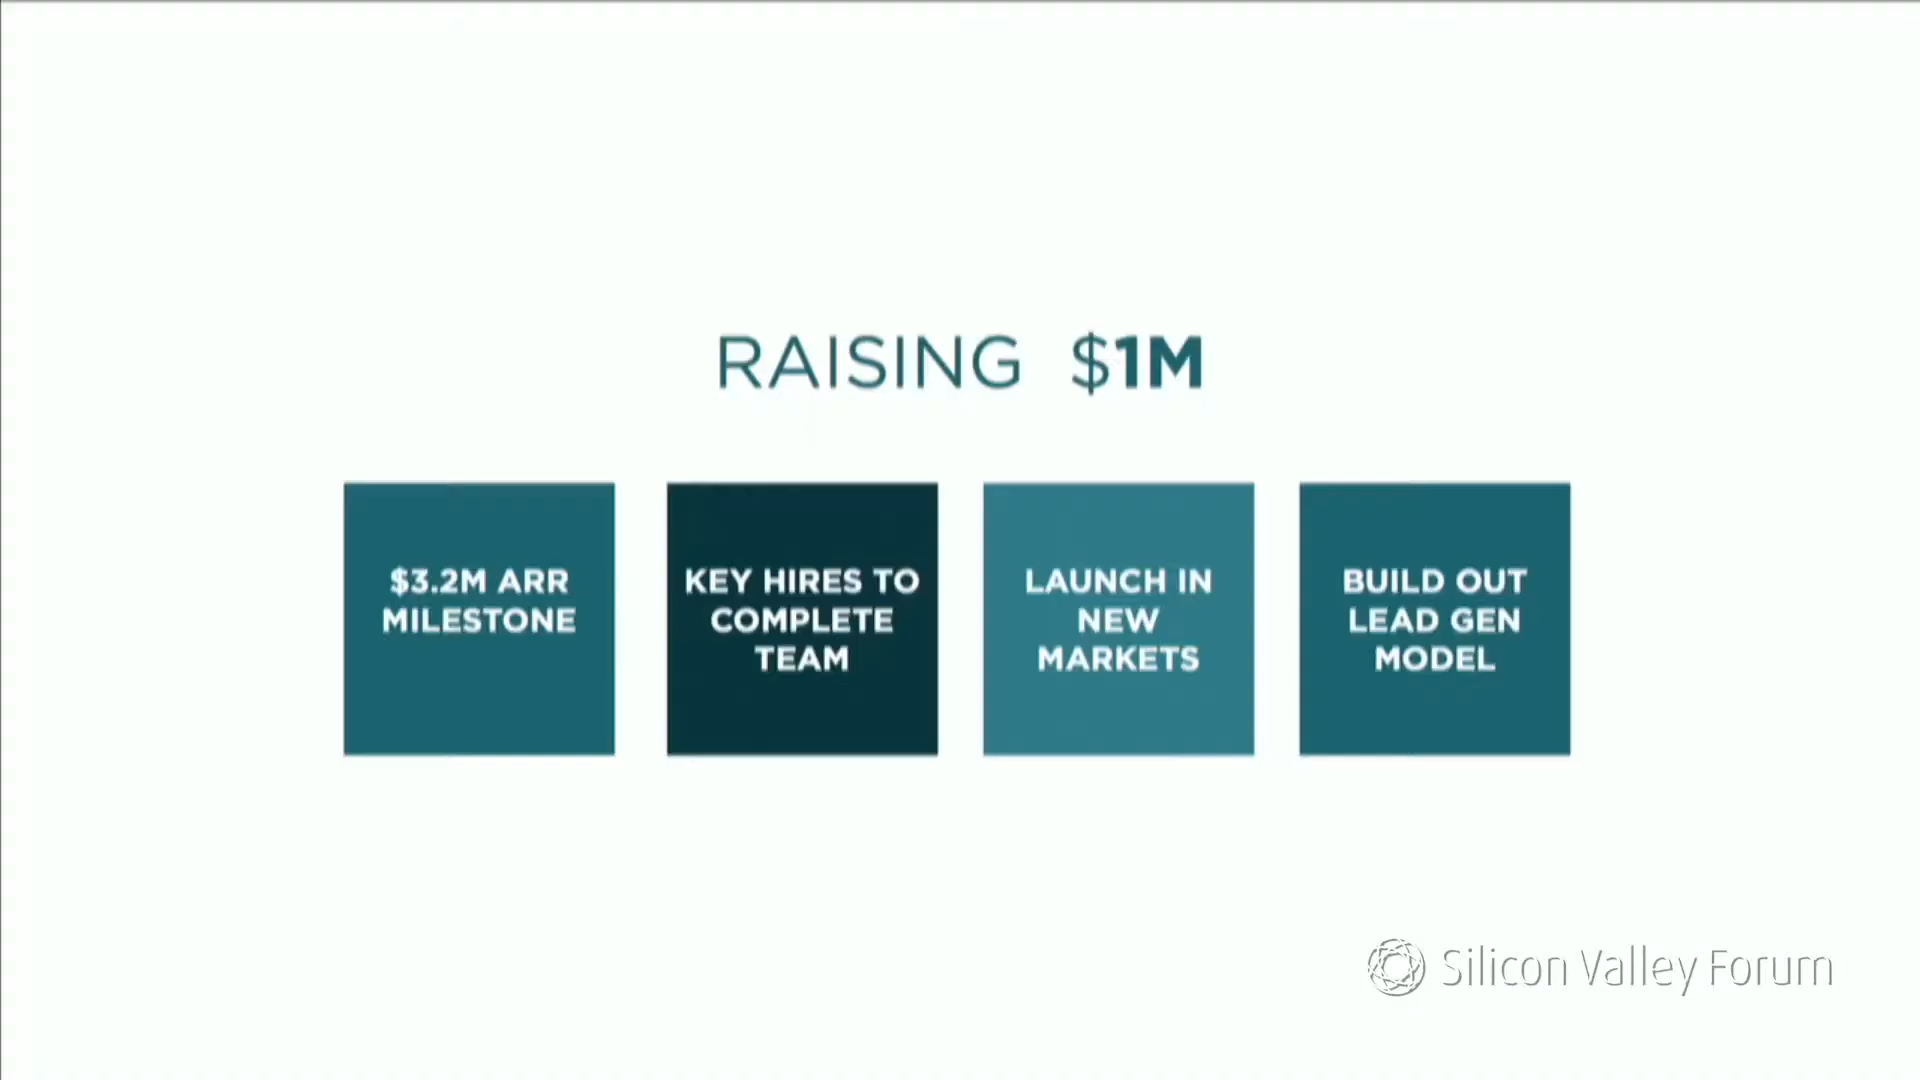 RAISING $1M
$3.2M ARR
MILESTONE
KEY HIRES TO
COMPLETE
TEAM
LAUNCH IN
NEW
MARKETS
BUILD OUT
LEAD GEN
MODEL
Silicon Valley Forum